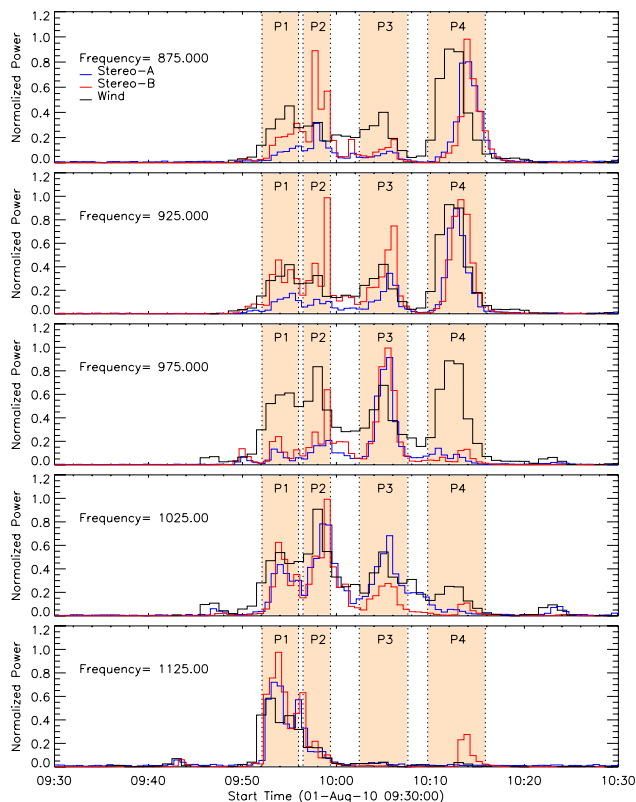 Normalized Power
1.2
1.0
0.8
0.6
0.4
0.2
0.0
P1 P2 P3 P4
Frequency= 875.000
Stereo-A
Stereo-B
Wind
Normalized Power
1.2
1.0
0.8
0.6
0.4
0.2
0.0
P1 P2 P3 P4
Frequency= 925.000
Normalized Power
1.2
1.0
0.8
0.6
0.4
0.2
0.0
P1 P2 P3 P4
Frequency= 975.000
Normalized Power
1.2
1.0
0.8
0.6
0.4
0.2
0.0
P1 P2 P3 P4
Frequency= 1025.00
Normalized Power
1.2
1.0
0.8
0.6
0.4
0.2
0.0
P1 P2 P3 P4
Frequency= 1125.00
09:30 09:40 09:50 10:00 10:10 10:20 10:30
Start Time (01-Aug-10 09:30:00)